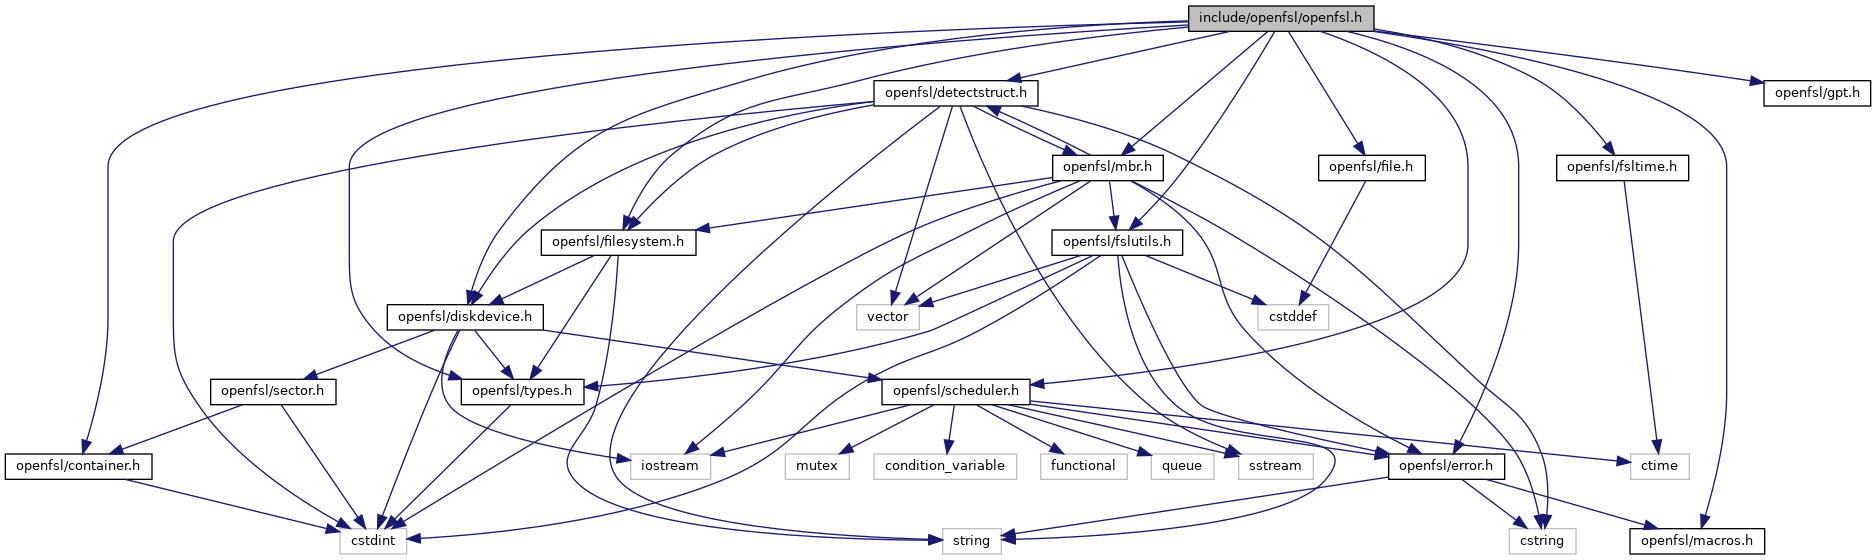 include/openfsl/openfsl.h
openfsl/detectstruct.h
openfsl/gpt.h
openfsl/mbr.h
openfsl/file.h
openfsl/fsltime.h
openfsl/filesystem.h
openfsl/fslutils.h
openfsl/diskdevice.h
vector
cstddef
openfsl/sector.h
openfsl/types.h
openfsl/scheduler.h
openfsl/container.h
iostream
mutex
condition_variable
functional
queue
sstream
openfsl/error.h
ctime
cstdint
string
cstring
openfsl/macros.h